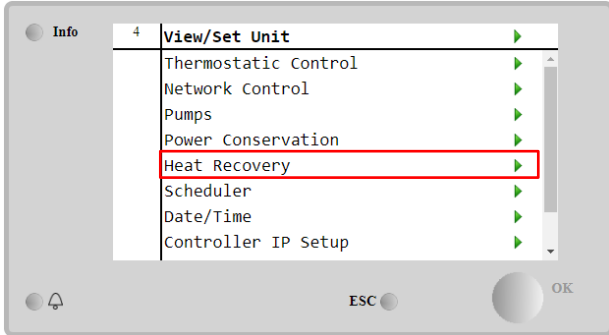 Info
4 View/Set Unit
Thermostatic Control
Network Control
Pumps
Power Conservation
Heat Recovery
Scheduler
Date/Time
Controller IP Setup
ESC
OK